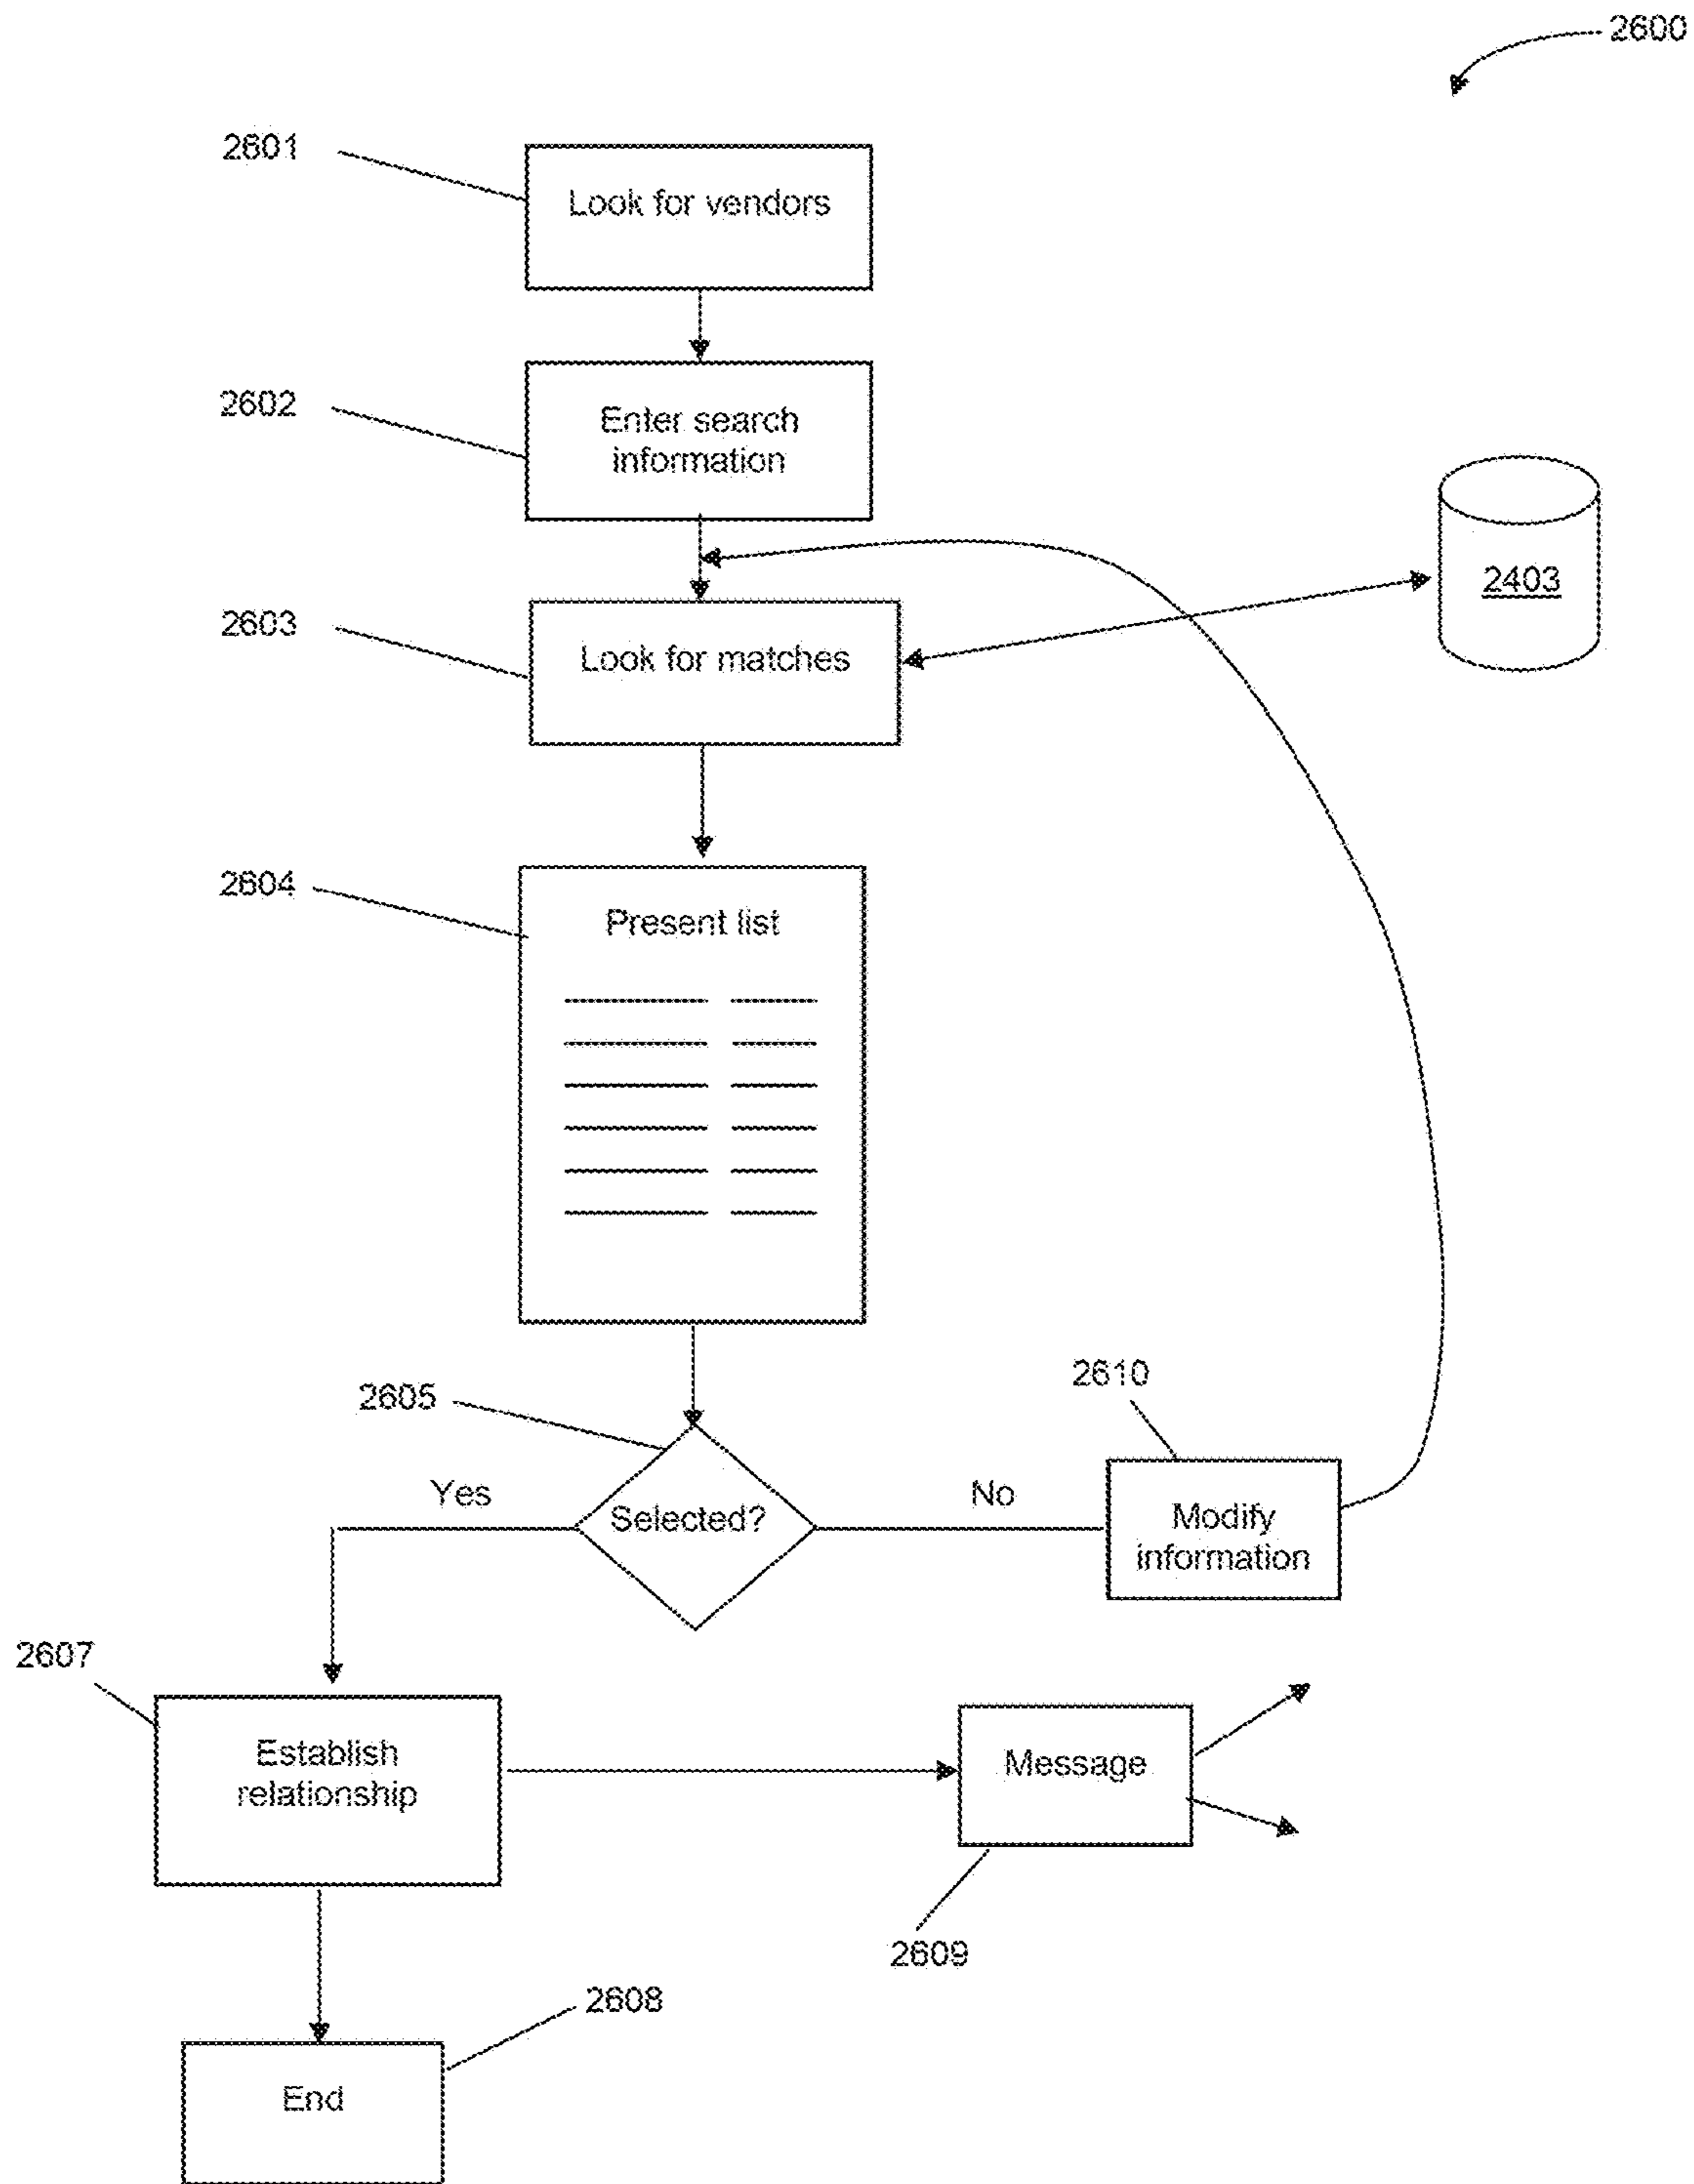 2600
2601
Look for vendors
2602
Enter search
information
2603
Look for matches
2403
2604
Present list
2605
Selected?
Yes
No
2610
Modify
information
2607
Establish
relationship
Message
2609
2608
End